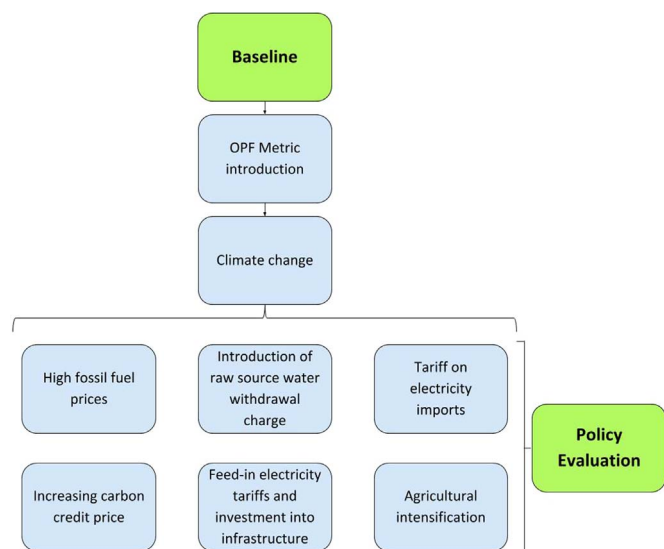 Baseline
OPF Metric
introduction
Climate change
High fossil fuel
prices
Introduction of
raw source water
withdrawal
charge
Tariff on
electricity
imports
Policy
Evaluation
Increasing carbon
credit price
Feed-in electricity
tariffs and
investment into
infrastructure
Agricultural
intensification